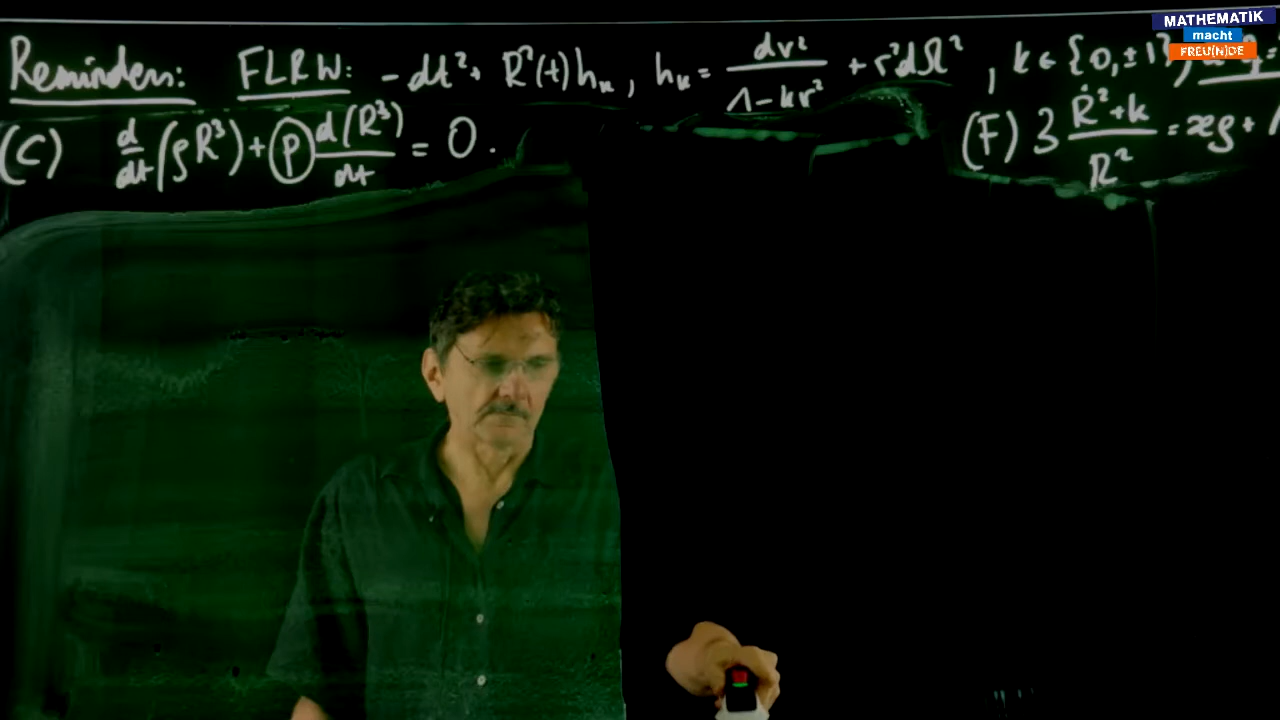 Reminders: FLRW: -dt²+ R²(t)hₖ, hₖ= dr²/(1-kr²) + r²dΩ², k∈{0,±1},
(C) d/dt(ϱR³)+p d(R³)/dt = 0.
(F) 3 (Ṙ²+k)/R² = ϰϱ+
MATHEMATIK
macht
FREU(N)DE